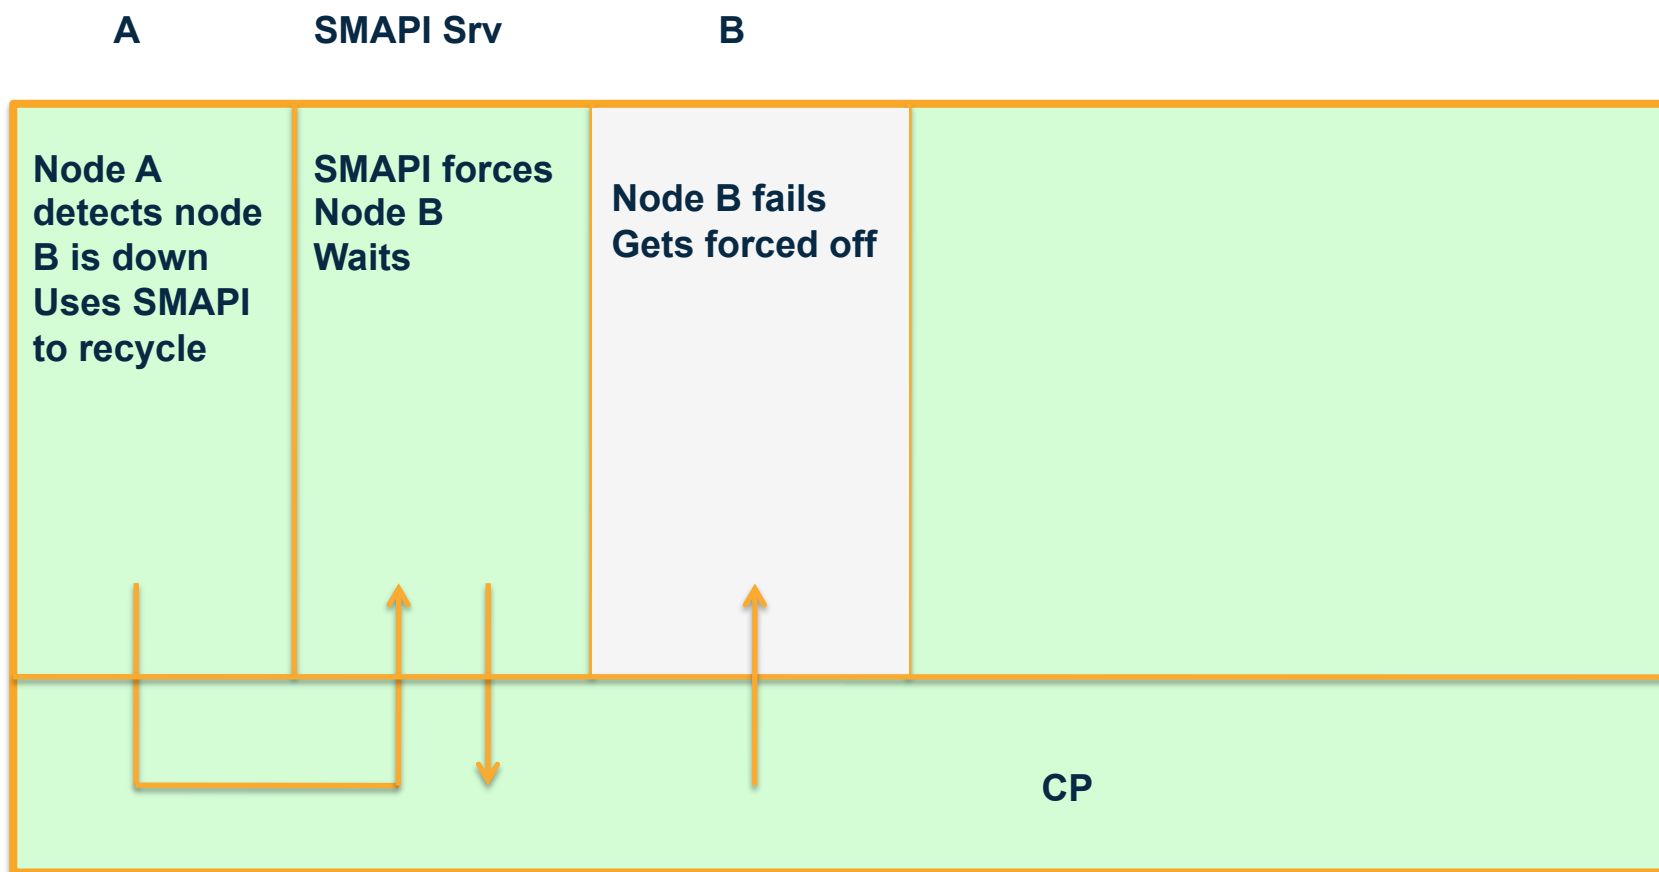 A
SMAPI Srv
B
Node A
detects node
B is down
Uses SMAPI
to recycle
SMAPI forces
Node B
Waits
Node B fails
Gets forced off
CP